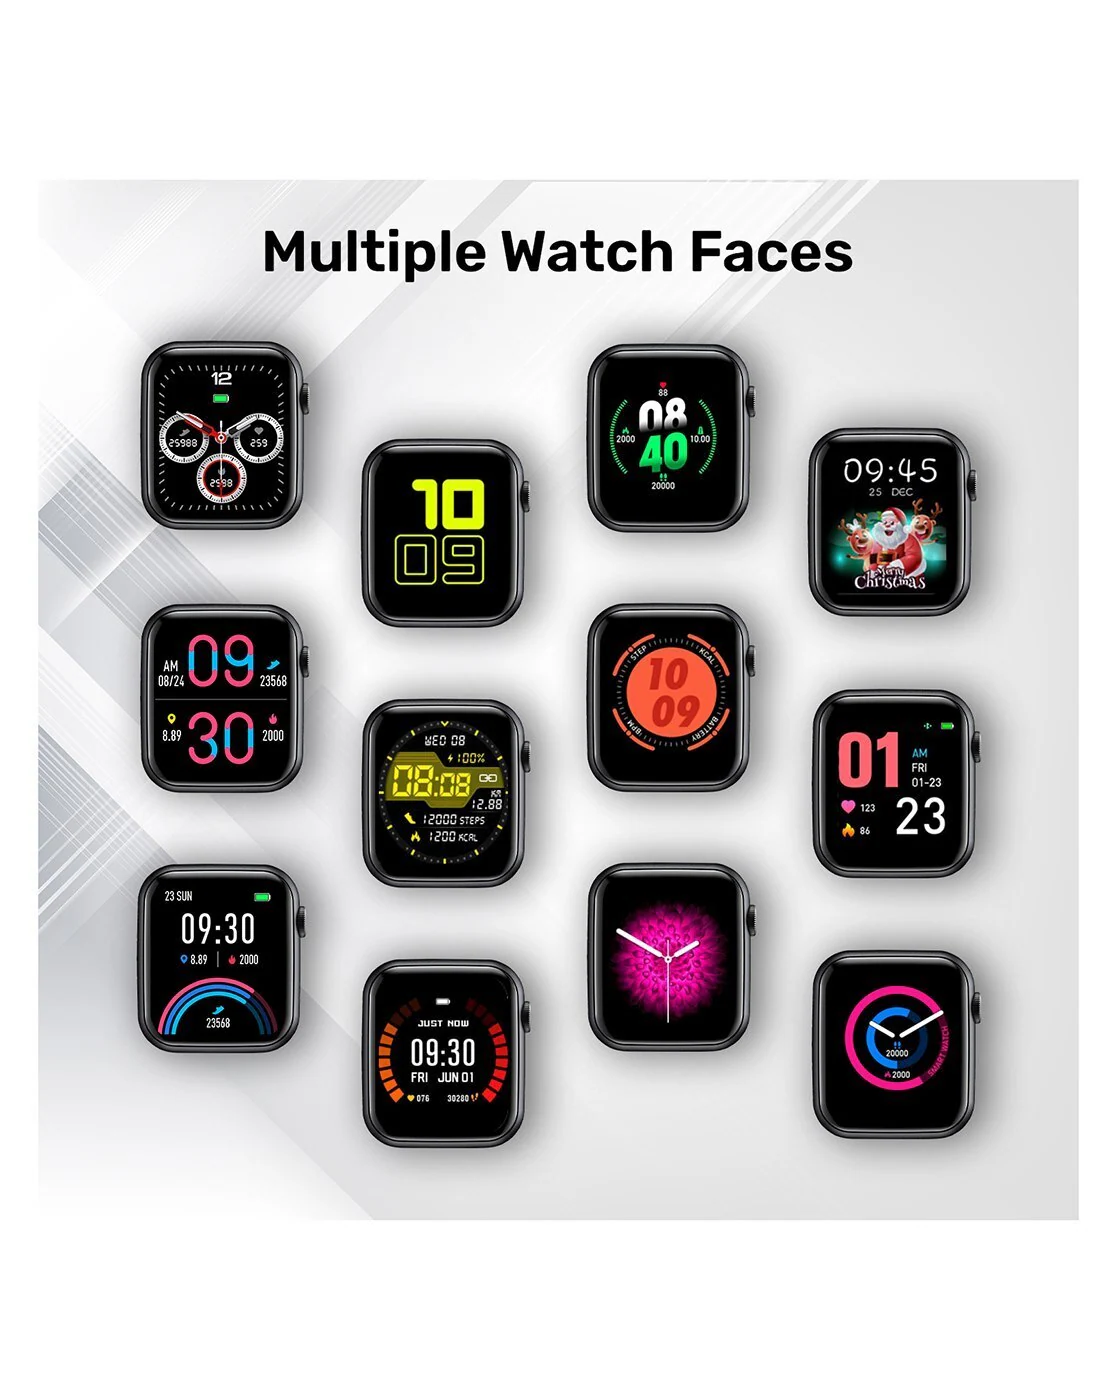 Multiple Watch Faces
12
25988
259
2988
10
09
88
08
2000
10.00
40
20000
09:45
25 DEC
Merry
Christmas
AM
08/24
09
23568
8.89
30
2000
WED 08
100%
08:08
KM
12.88
12000 STEPS
1200 KCAL
STEP
KCAL
10
09
BPM
BATTERY
01
AM
FRI
01-23
123
86
23
23 SUN
09:30
8.89
2000
23568
JUST NOW
09:30
FRI JUN 01
076
30280
20000
2000
SMART WATCH